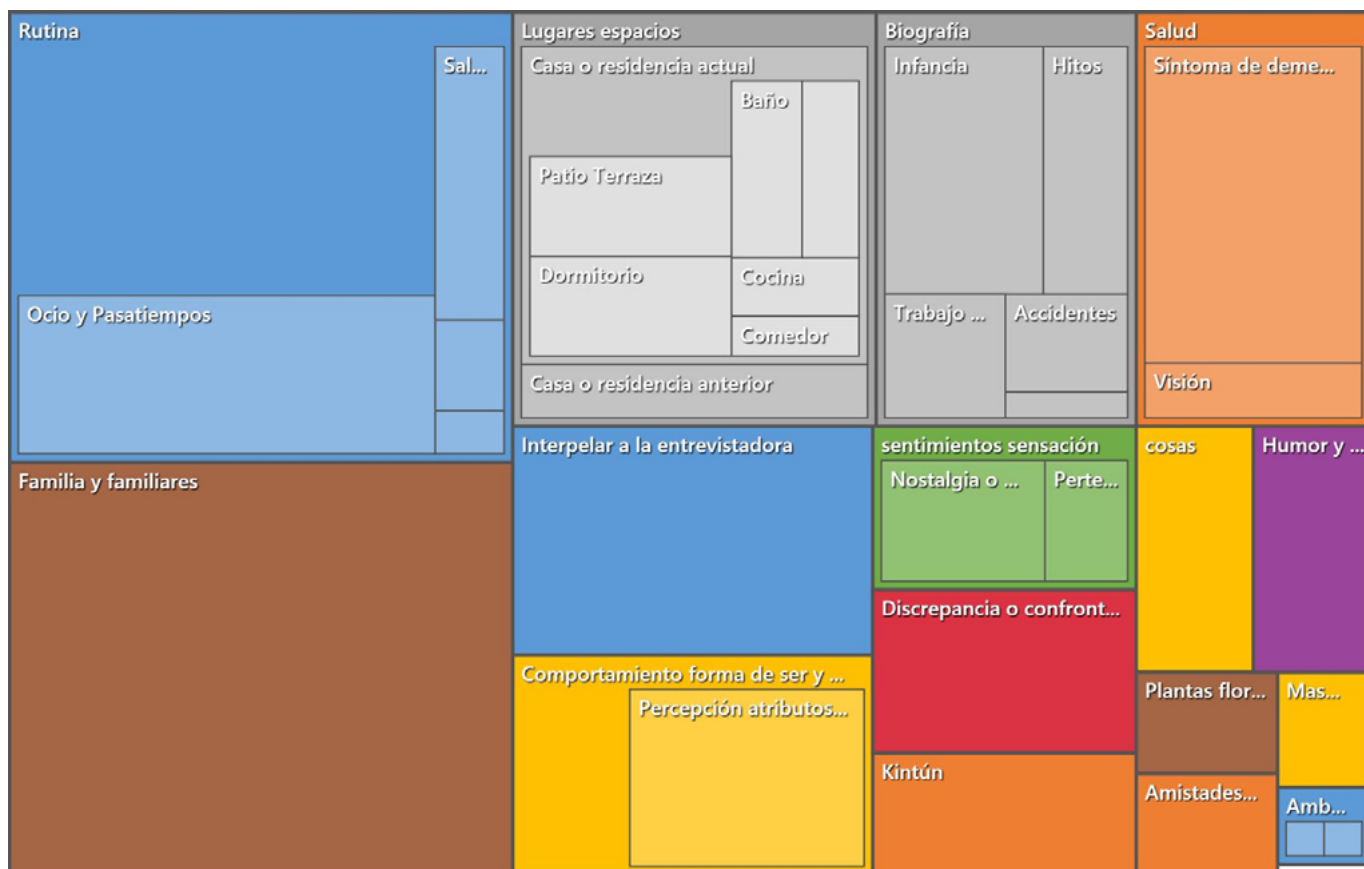 Rutina
Sal...
Ocio y Pasatiempos
Familia y familiares
Lugares espacios
Casa o residencia actual
Baño
Patio Terraza
Dormitorio
Cocina
Comedor
Casa o residencia anterior
Biografía
Infancia
Hitos
Trabajo ...
Accidentes
Salud
Síntoma de deme...
Visión
Interpelar a la entrevistadora
Comportamiento forma de ser y ...
Percepción atributos...
sentimientos sensación
Nostalgia o ...
Perte...
Discrepancia o confront...
Kintún
cosas
Humor y ...
Plantas flor...
Mas...
Amistades...
Amb...